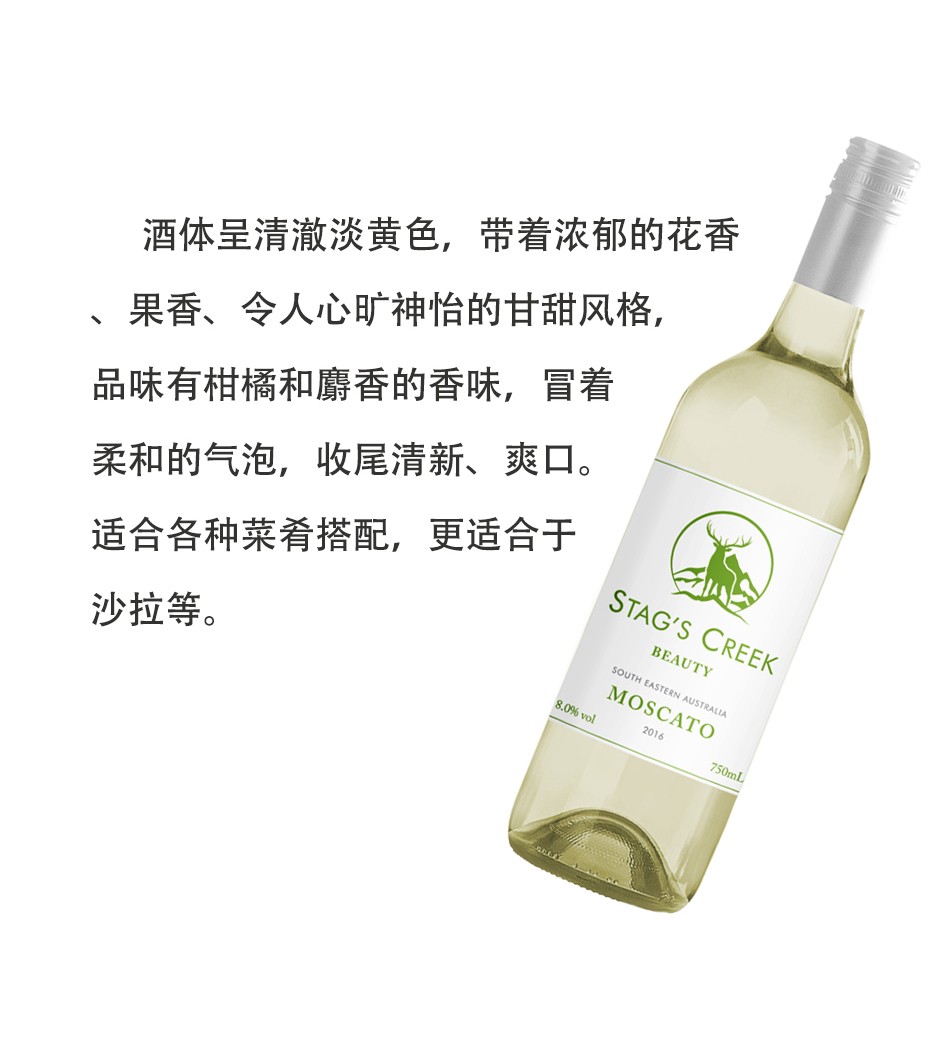 酒体呈清澈淡黄色，带着浓郁的花香
、果香、令人心旷神怡的甘甜风格，
品味有柑橘和麝香的香味，冒着
柔和的气泡，收尾清新、爽口。
适合各种菜肴搭配，更适合于
沙拉等。
STAG'S CREEK
BEAUTY
SOUTH EASTERN AUSTRALIA
MOSCATO
2016
8.0% vol
750mL